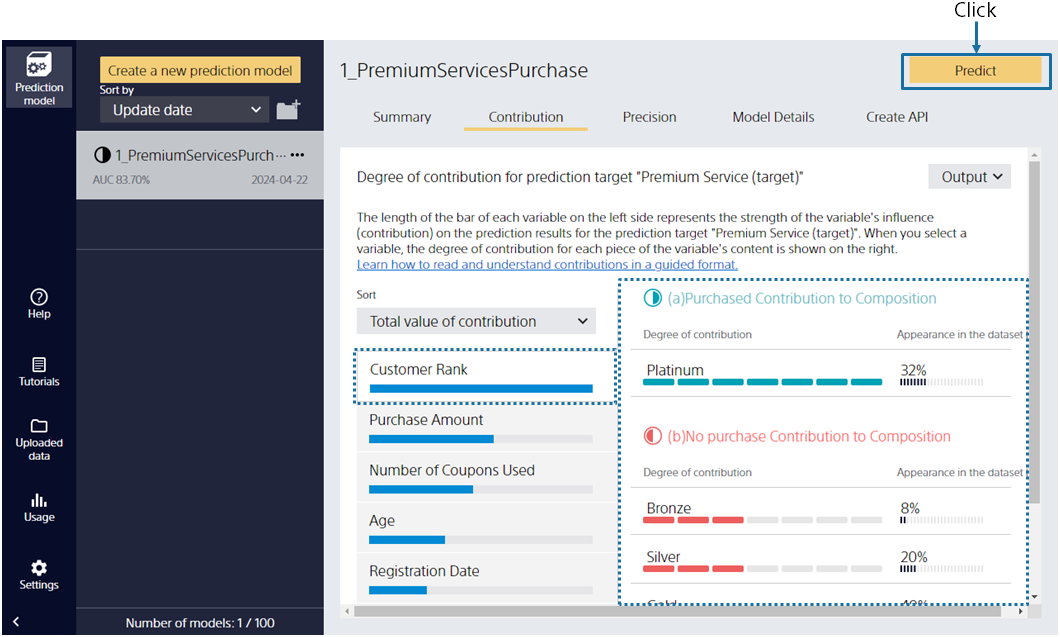 Click
Prediction
model
Help
Tutorials
Uploaded
data
Usage
Settings
Create a new prediction model
Sort by
Update date
1_PremiumServicesPurch···
AUC 83.70%
2024-04-22
Number of models: 1 / 100
1_PremiumServicesPurchase
Predict
Summary
Contribution
Precision
Model Details
Create API
Degree of contribution for prediction target "Premium Service (target)"
Output
The length of the bar of each variable on the left side represents the strength of the variable's influence
(contribution) on the prediction results for the prediction target "Premium Service (target)". When you select a
variable, the degree of contribution for each piece of the variable's content is shown on the right.
Learn how to read and understand contributions in a guided format.
Sort
Total value of contribution
Customer Rank
Purchase Amount
Number of Coupons Used
Age
Registration Date
(a)Purchased Contribution to Composition
Degree of contribution
Appearance in the dataset
Platinum
32%
(b)No purchase Contribution to Composition
Degree of contribution
Appearance in the dataset
Bronze
8%
Silver
20%